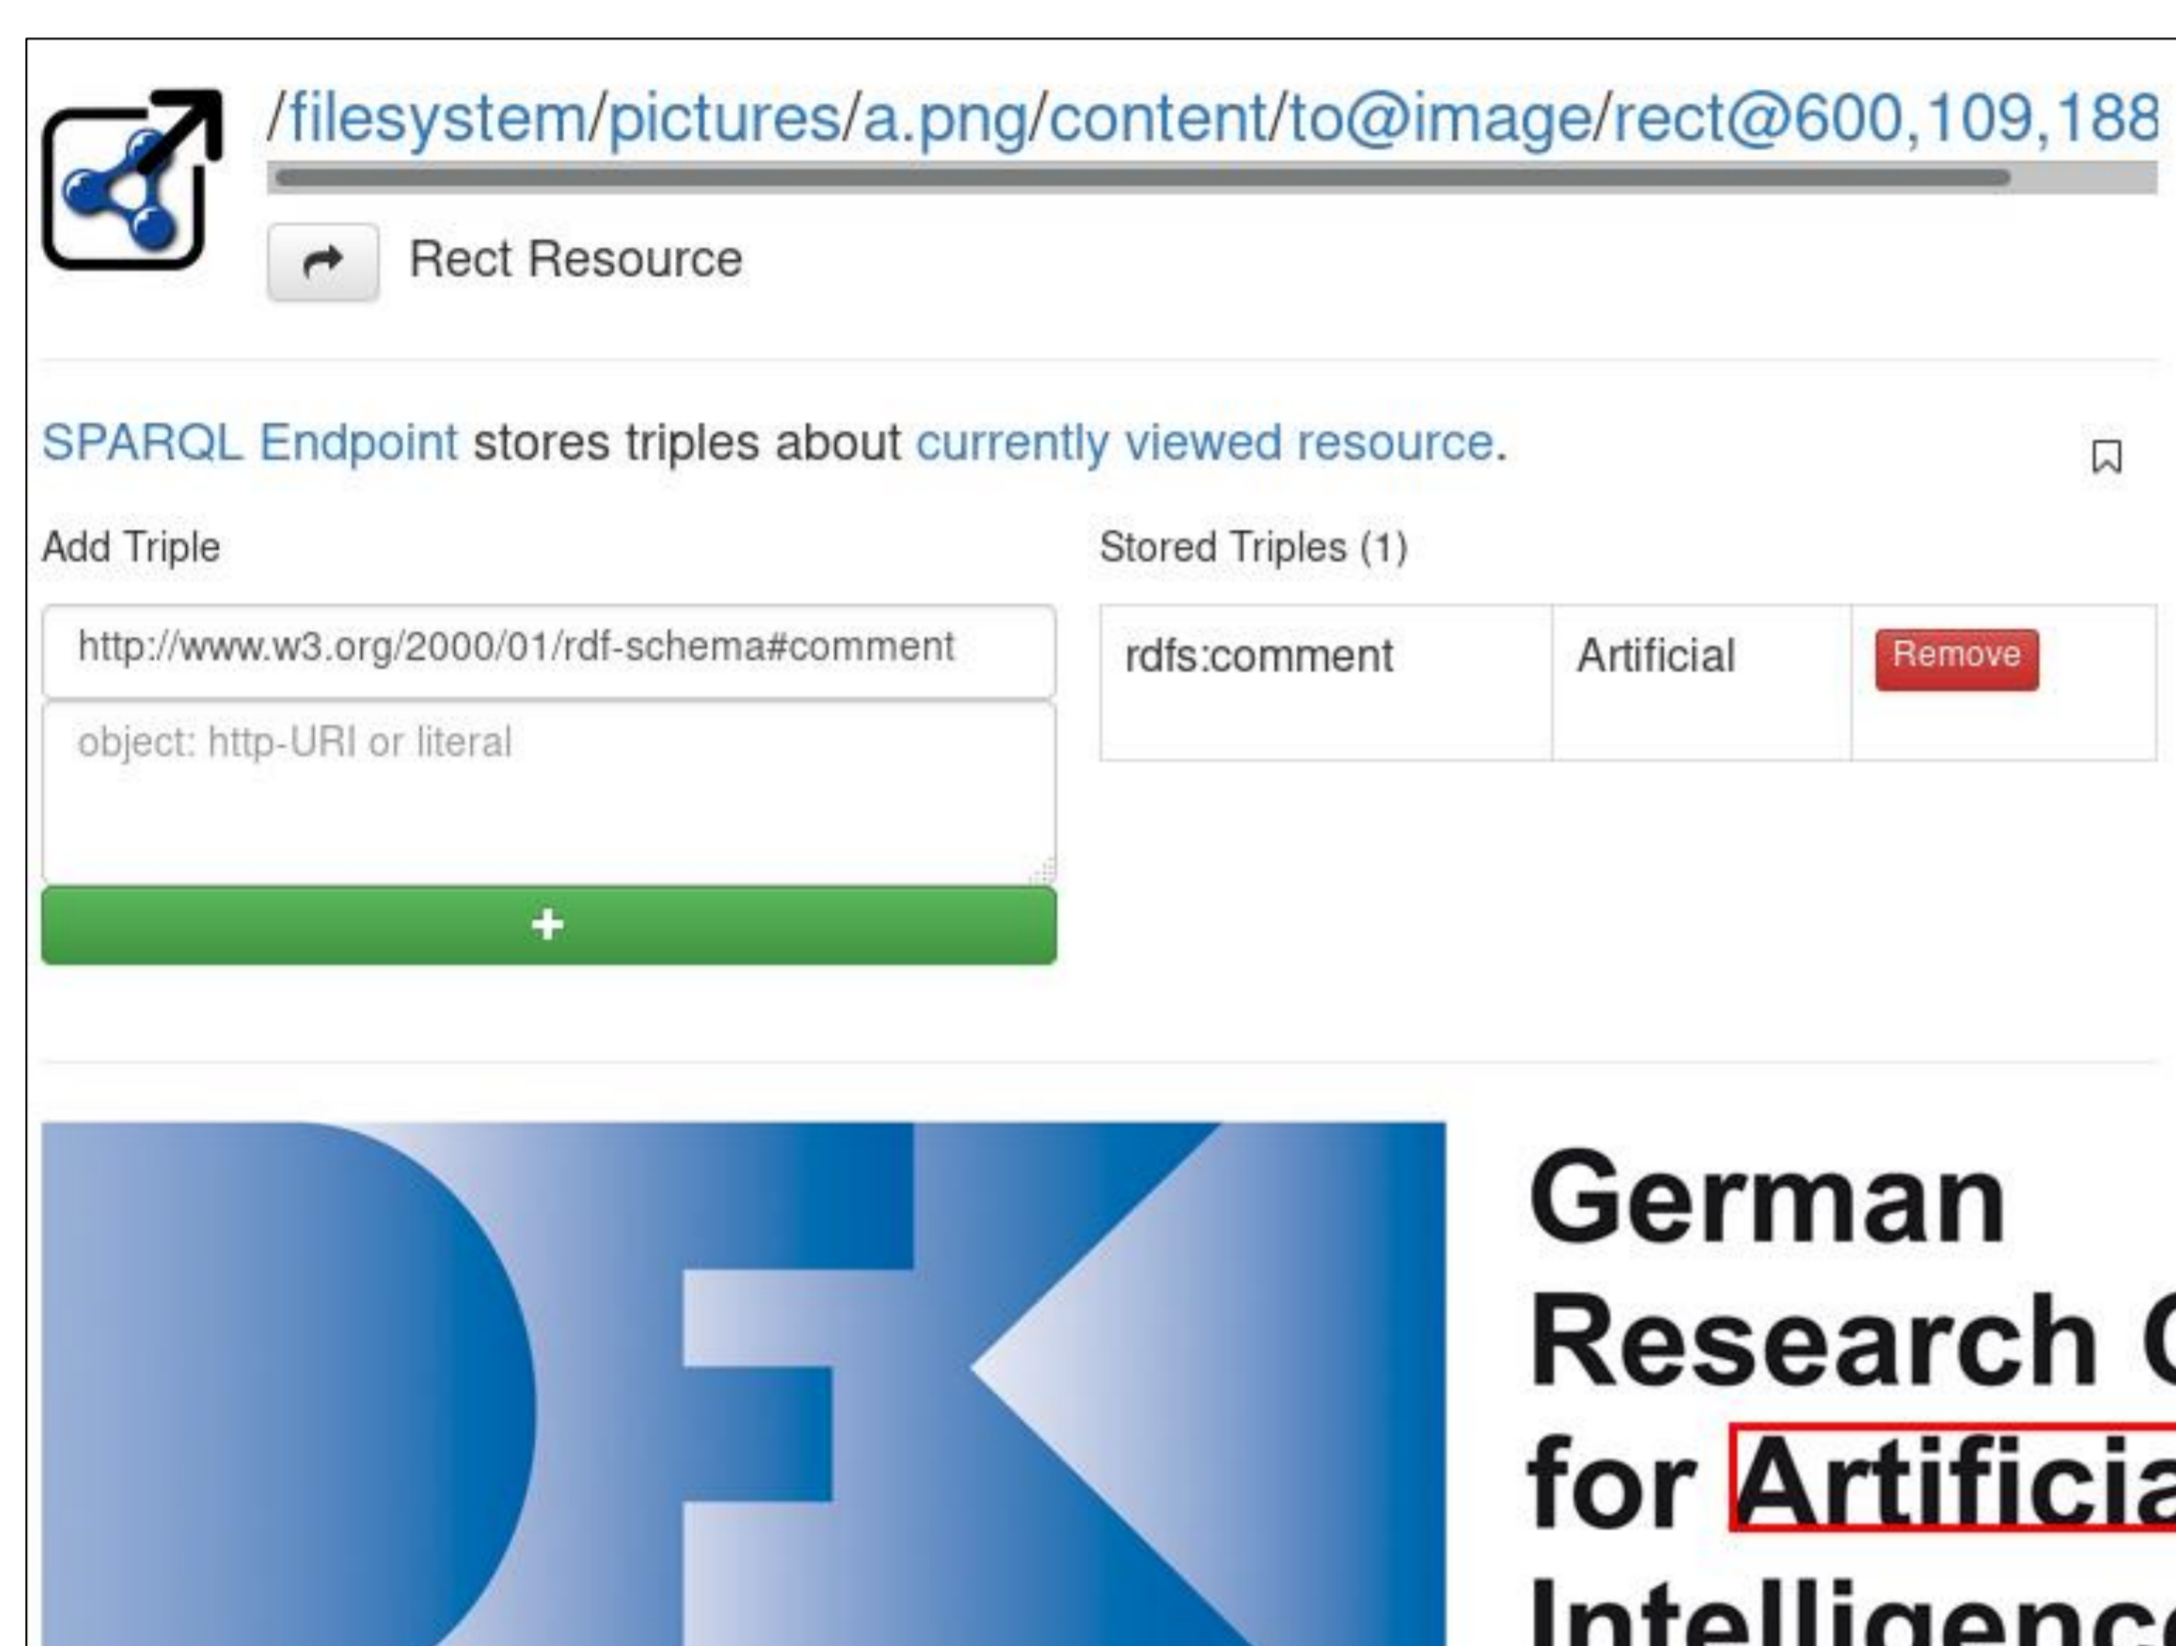 /filesystem/pictures/a.png/content/to@image/rect@600,109,188
Rect Resource
SPARQL Endpoint stores triples about currently viewed resource.
Add Triple
http://www.w3.org/2000/01/rdf-schema#comment
object: http-URI or literal
Stored Triples (1)
rdfs:comment Artificial Remove
German
Research
for Artificia
Intelligence